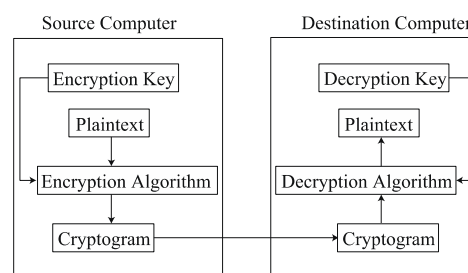 Source Computer
Encryption Key
Plaintext
Encryption Algorithm
Cryptogram
Destination Computer
Decryption Key
Plaintext
Decryption Algorithm
Cryptogram